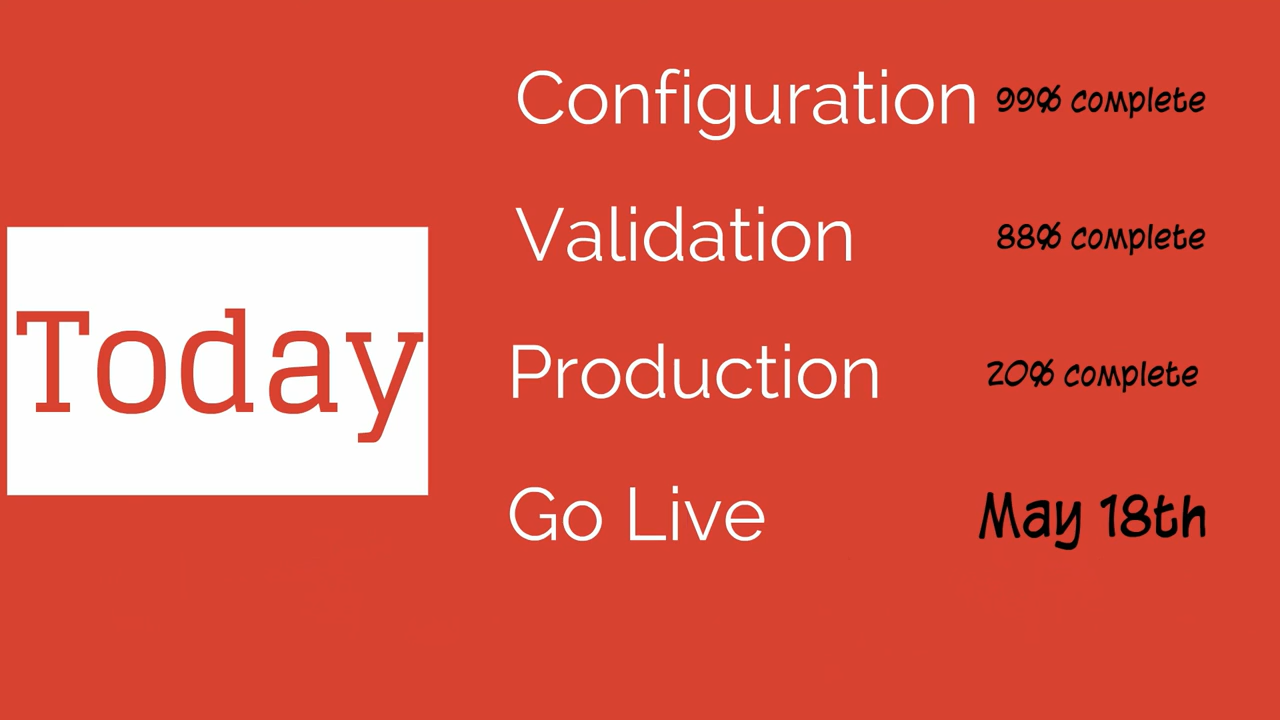 Today
Configuration 99% complete
Validation 88% complete
Production 20% complete
Go Live May 18th